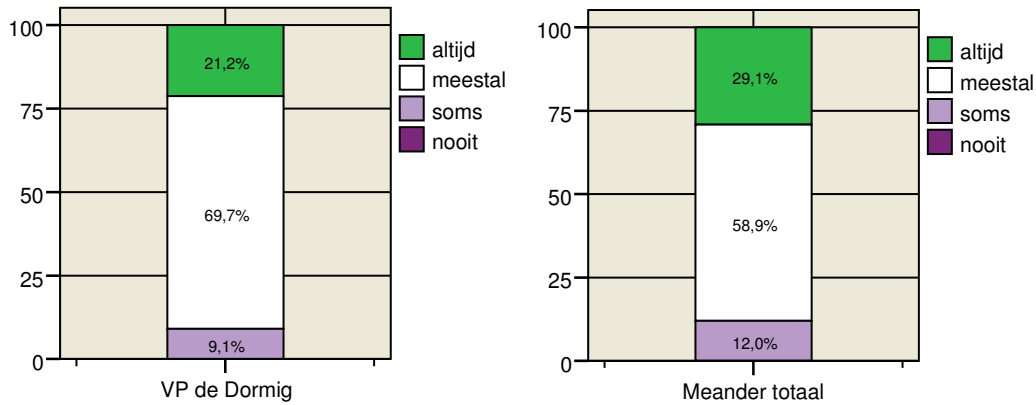 100
75
50
25
0
21,2%
69,7%
9,1%
VP de Dormig
altijd
meestal
soms
nooit
100
75
50
25
0
29,1%
58,9%
12,0%
Meander totaal
altijd
meestal
soms
nooit